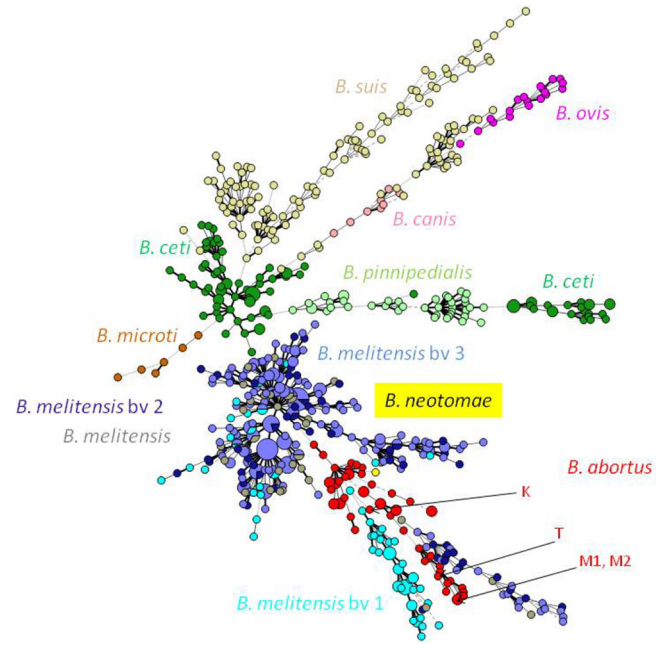 B. suis
B. ovis
B. canis
B. ceti
B. pinnipedialis
B. ceti
B. microti
B. melitensis bv 3
B. melitensis bv 2
B. neotomae
B. melitensis
B. abortus
K
T
M1, M2
B. melitensis bv 1